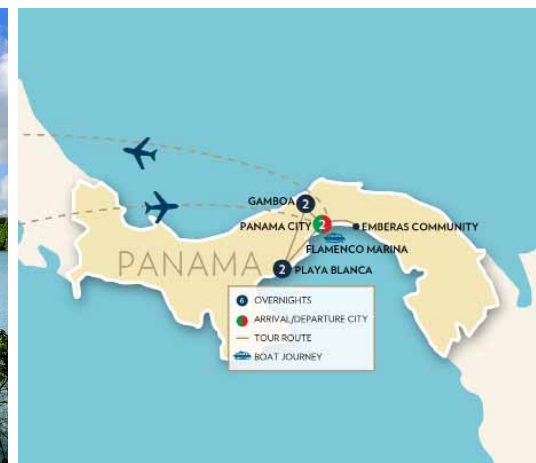 GAMBOA 2
PANAMA CITY 2 EMBERAS COMMUNITY
FLAMENCO MARINA
PANAMA 2 PLAYA BLANCA
6 OVERNIGHTS
ARRIVAL/DEPARTURE CITY
TOUR ROUTE
BOAT JOURNEY